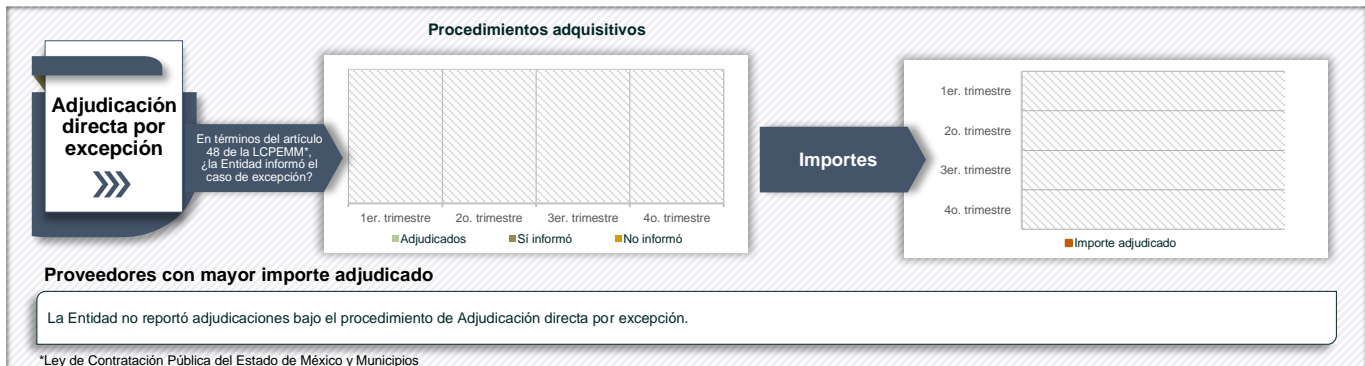 Procedimientos adquisitivos
Adjudicación
directa por
excepción
En términos del artículo
48 de la LCPEMM*,
¿la Entidad informó el
caso de excepción?
1er. trimestre 2o. trimestre 3er. trimestre 4o. trimestre
Adjudicados Sí informó No informó
Importes
1er. trimestre
2o. trimestre
3er. trimestre
4o. trimestre
Importe adjudicado
Proveedores con mayor importe adjudicado
La Entidad no reportó adjudicaciones bajo el procedimiento de Adjudicación directa por excepción.
*Ley de Contratación Pública del Estado de México y Municipios